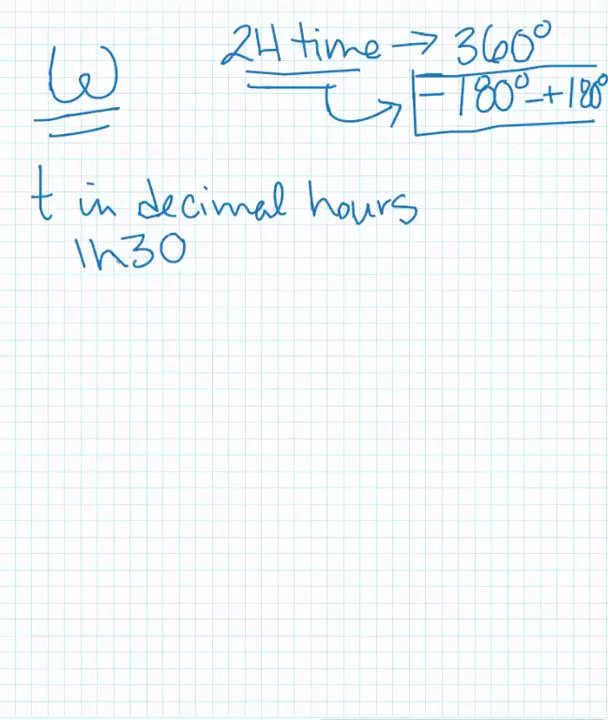 ω
24 time → 360°
-180° - +180°
t in decimal hours
1h30